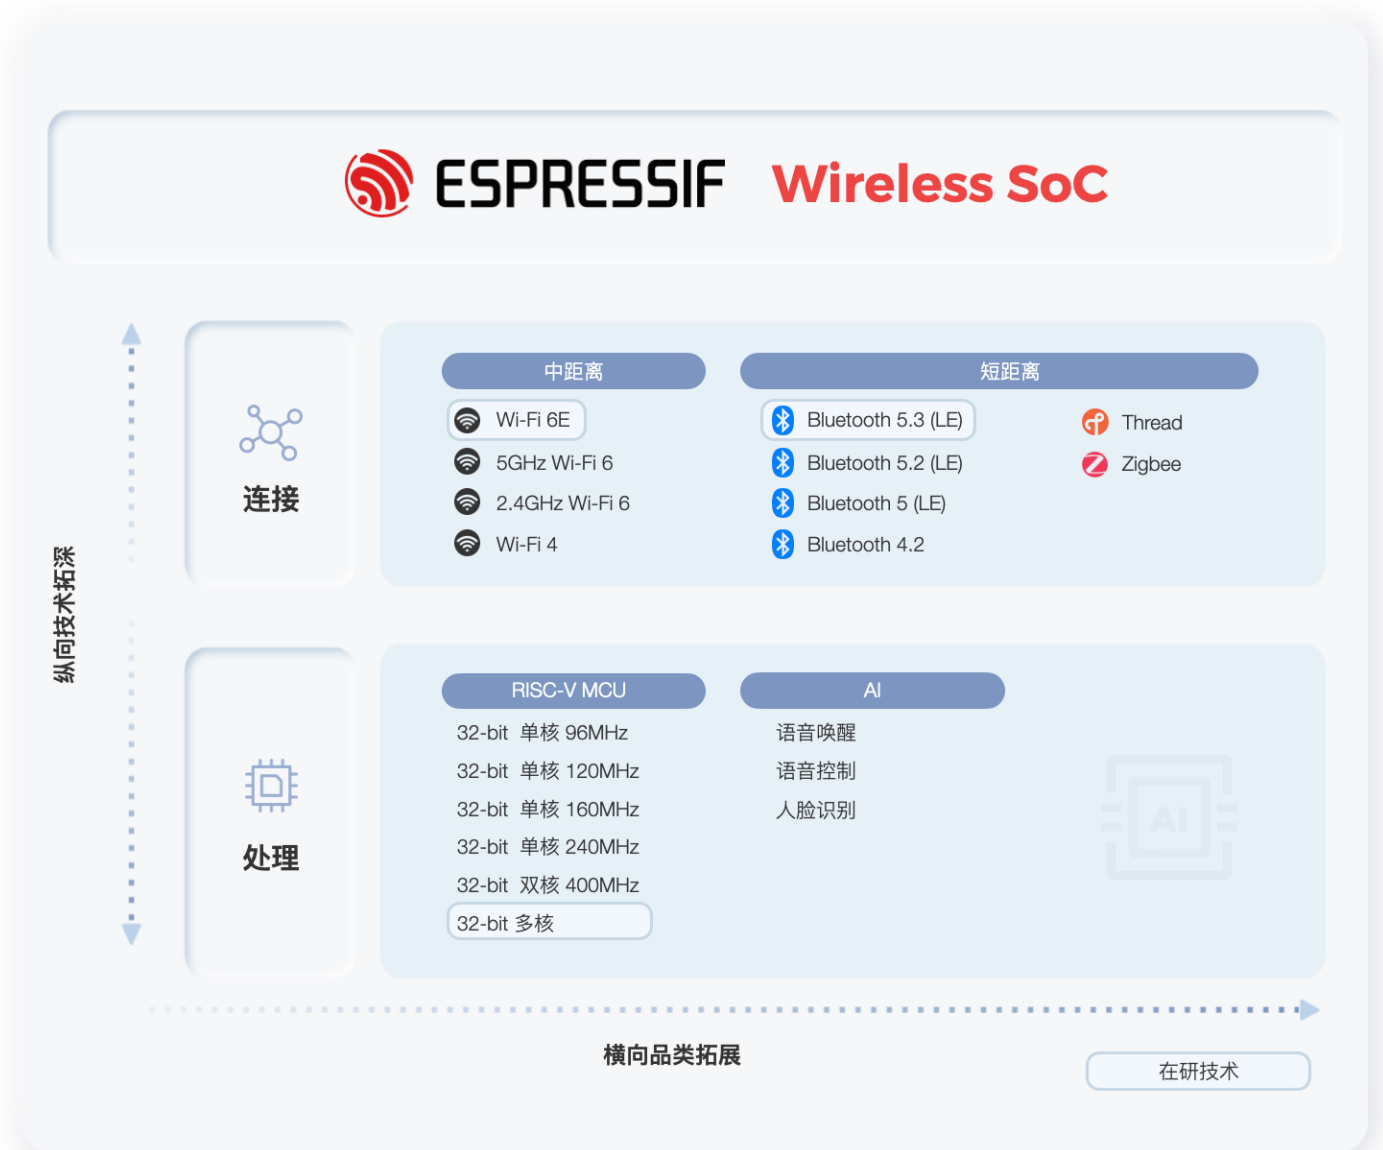 ESPRESSIF Wireless SoC
纵向技术拓深
连接
中距离
Wi-Fi 6E
5GHz Wi-Fi 6
2.4GHz Wi-Fi 6
Wi-Fi 4
短距离
Bluetooth 5.3 (LE)
Bluetooth 5.2 (LE)
Bluetooth 5 (LE)
Bluetooth 4.2
Thread
Zigbee
处理
RISC-V MCU
32-bit 单核 96MHz
32-bit 单核 120MHz
32-bit 单核 160MHz
32-bit 单核 240MHz
32-bit 双核 400MHz
32-bit 多核
AI
语音唤醒
语音控制
人脸识别
AI
横向品类拓展
在研技术